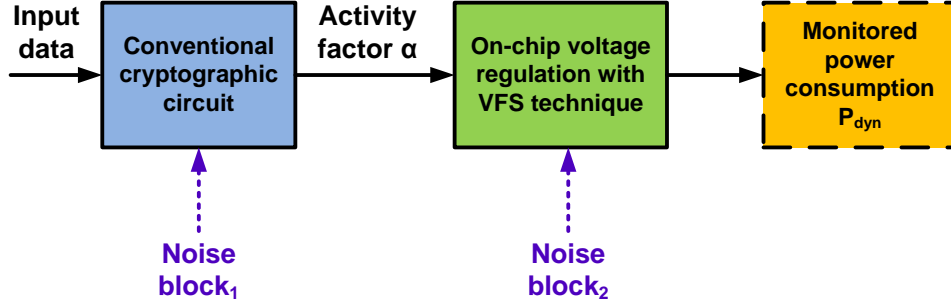 Input
data
Conventional
cryptographic
circuit
Activity
factor α
On-chip voltage
regulation with
VFS technique
Monitored
power
consumption
P_dyn
Noise
block₁
Noise
block₂